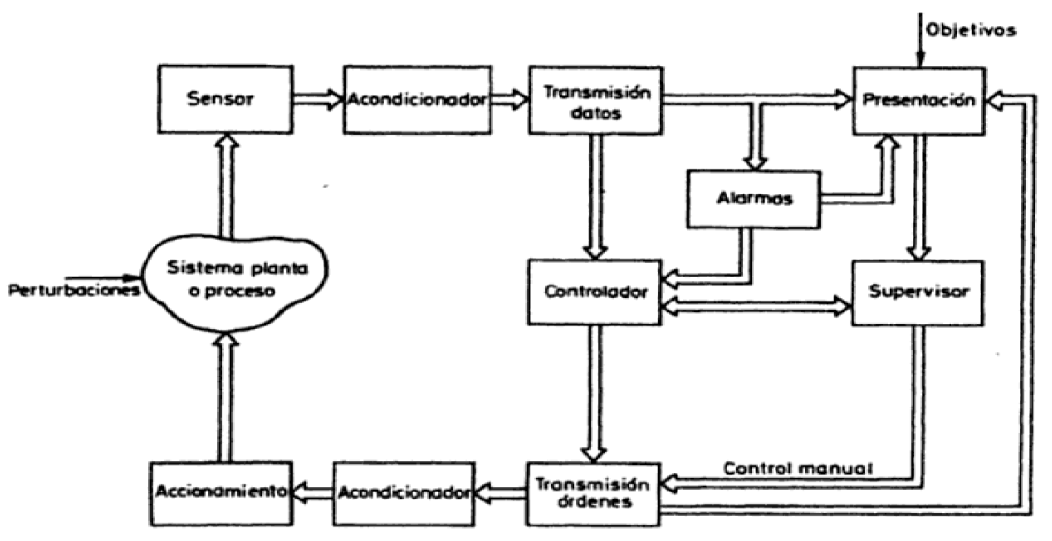 Objetivos
Sensor
Acondicionador
Transmisión
datos
Presentación
Alarmas
Sistema planta
o proceso
Perturbaciones
Controlador
Supervisor
Control manual
Accionamiento
Acondicionador
Transmisión
órdenes